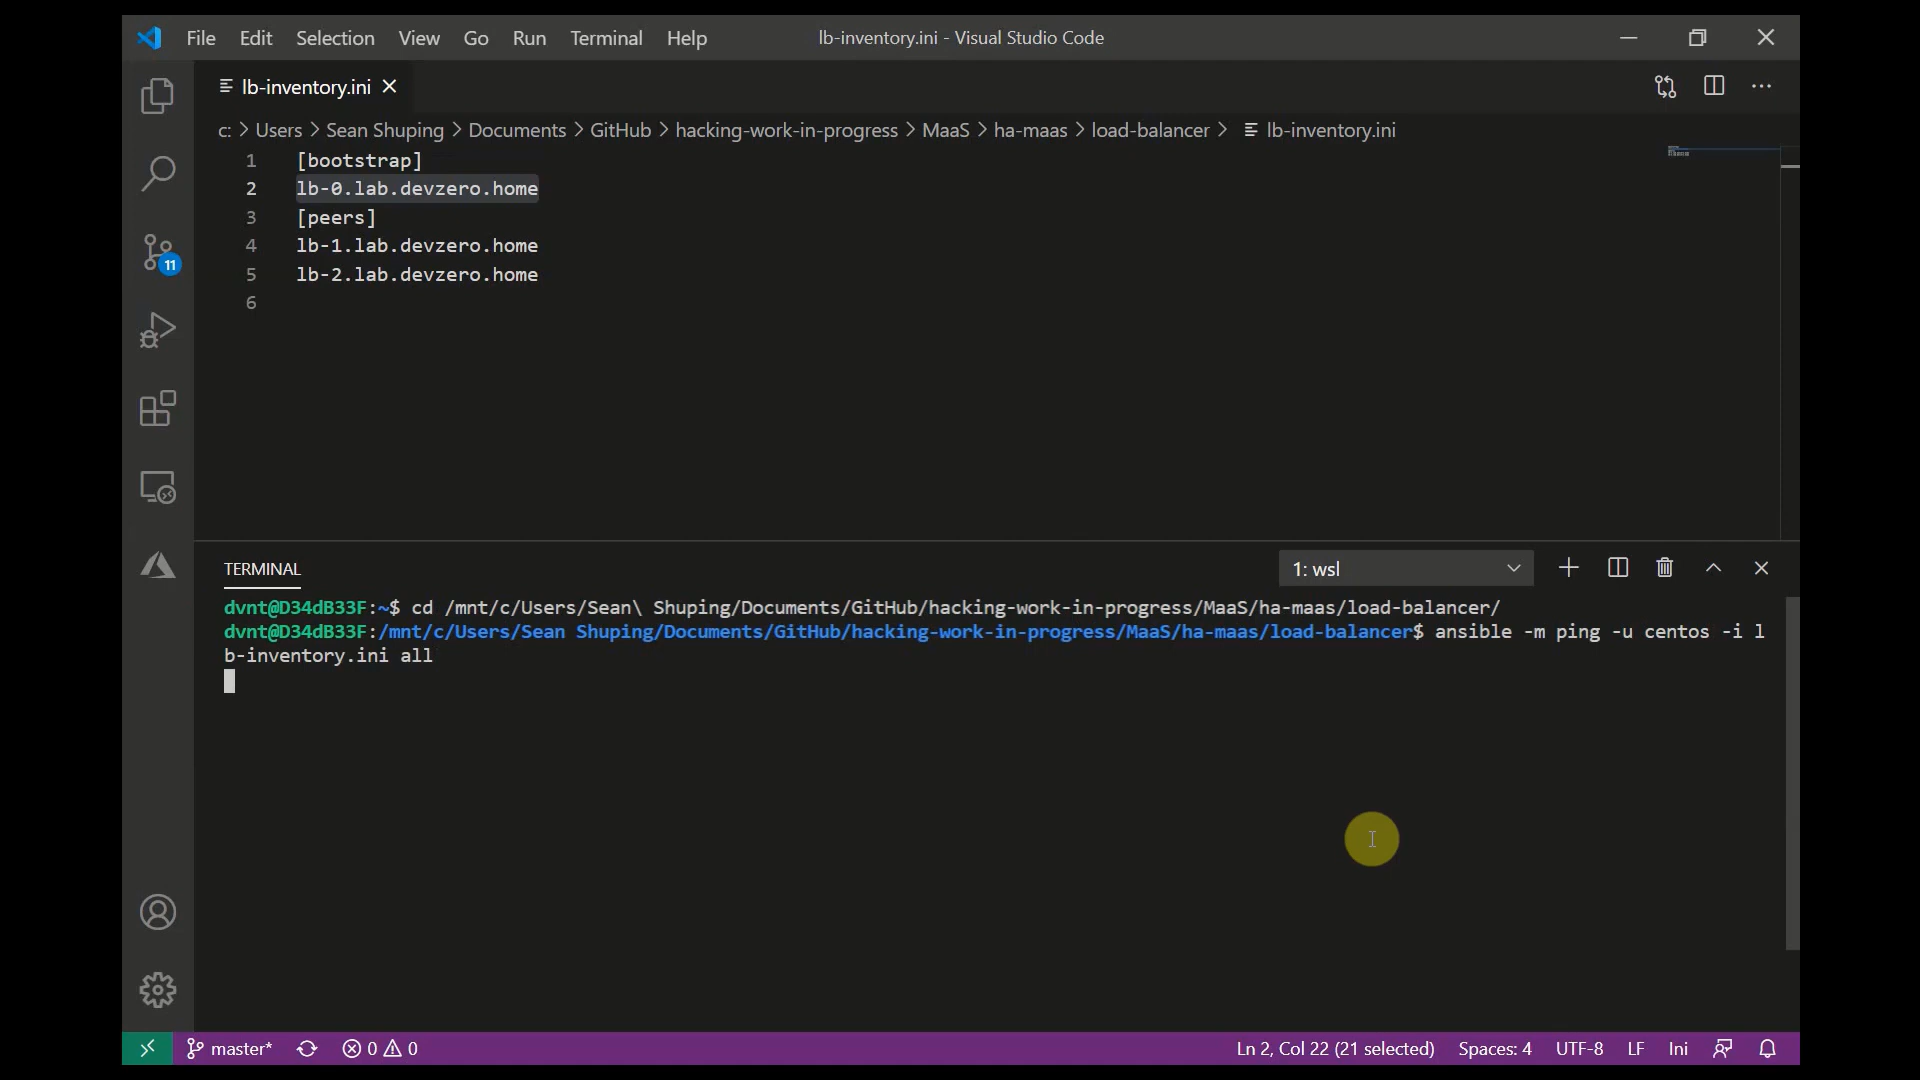 File Edit Selection View Go Run Terminal Help lb-inventory.ini - Visual Studio Code
lb-inventory.ini
c: > Users > Sean Shuping > Documents > GitHub > hacking-work-in-progress > MaaS > ha-maas > load-balancer > lb-inventory.ini
1 [bootstrap]
2 lb-0.lab.devzero.home
3 [peers]
4 lb-1.lab.devzero.home
5 lb-2.lab.devzero.home
6
11
TERMINAL 1: wsl
dvnt@D34dB33F:~$ cd /mnt/c/Users/Sean\ Shuping/Documents/GitHub/hacking-work-in-progress/MaaS/ha-maas/load-balancer/
dvnt@D34dB33F:/mnt/c/Users/Sean Shuping/Documents/GitHub/hacking-work-in-progress/MaaS/ha-maas/load-balancer$ ansible -m ping -u centos -i l
b-inventory.ini all
master* 0 0 Ln 2, Col 22 (21 selected) Spaces: 4 UTF-8 LF Ini